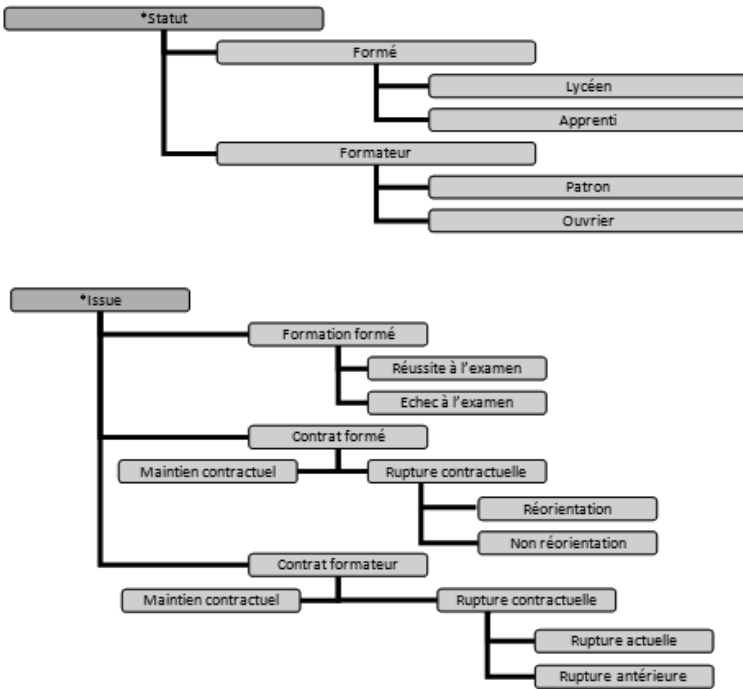 *Statut
Formé
Lycéen
Apprenti
Formateur
Patron
Ouvrier
*Issue
Formation formé
Réussite à l'examen
Echec à l'examen
Contrat formé
Maintien contractuel
Rupture contractuelle
Réorientation
Non réorientation
Contrat formateur
Maintien contractuel
Rupture contractuelle
Rupture actuelle
Rupture antérieure